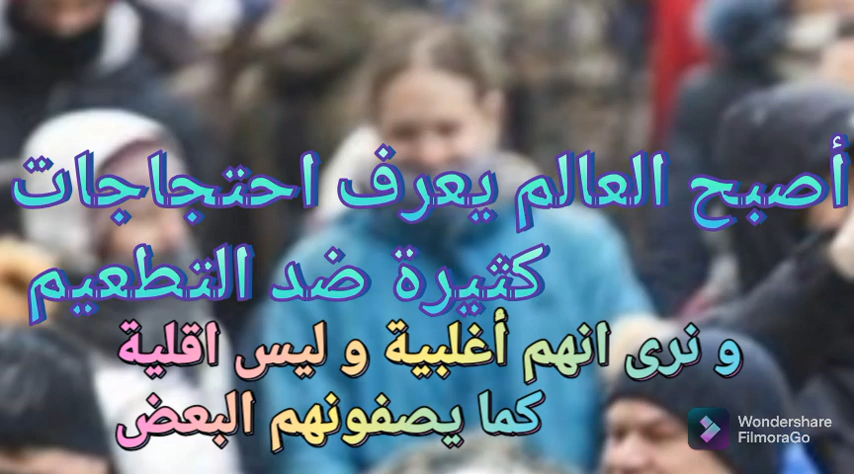 أصبح العالم يعرف احتجاجات
كثيرة ضد التطعيم
و نرى انهم أغلبية و ليس اقلية
كما يصفونهم البعض
Wondershare
FilmoraGo